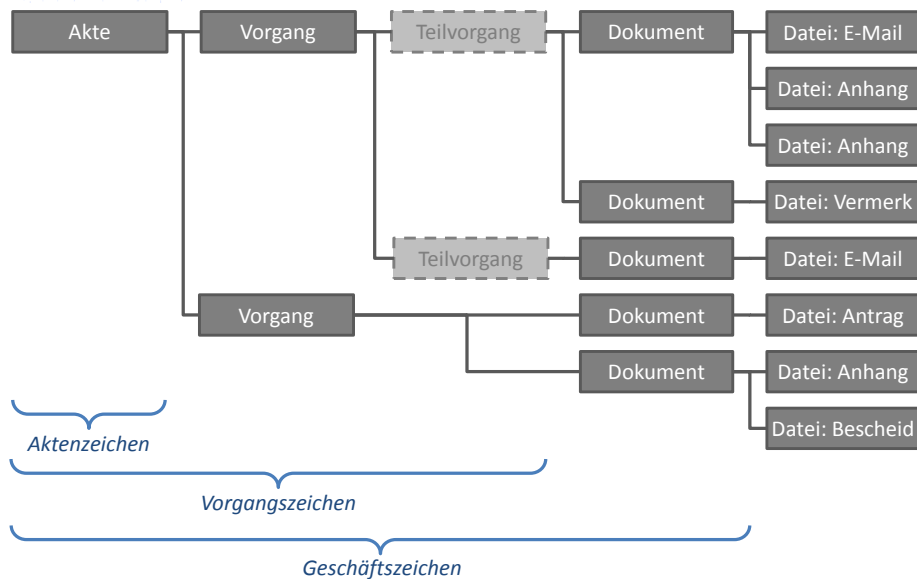 Akte
Vorgang
Teilvorgang
Dokument
Datei: E-Mail
Datei: Anhang
Datei: Anhang
Dokument
Datei: Vermerk
Teilvorgang
Dokument
Datei: E-Mail
Vorgang
Dokument
Datei: Antrag
Dokument
Datei: Anhang
Datei: Bescheid
Aktenzeichen
Vorgangszeichen
Geschäftszeichen